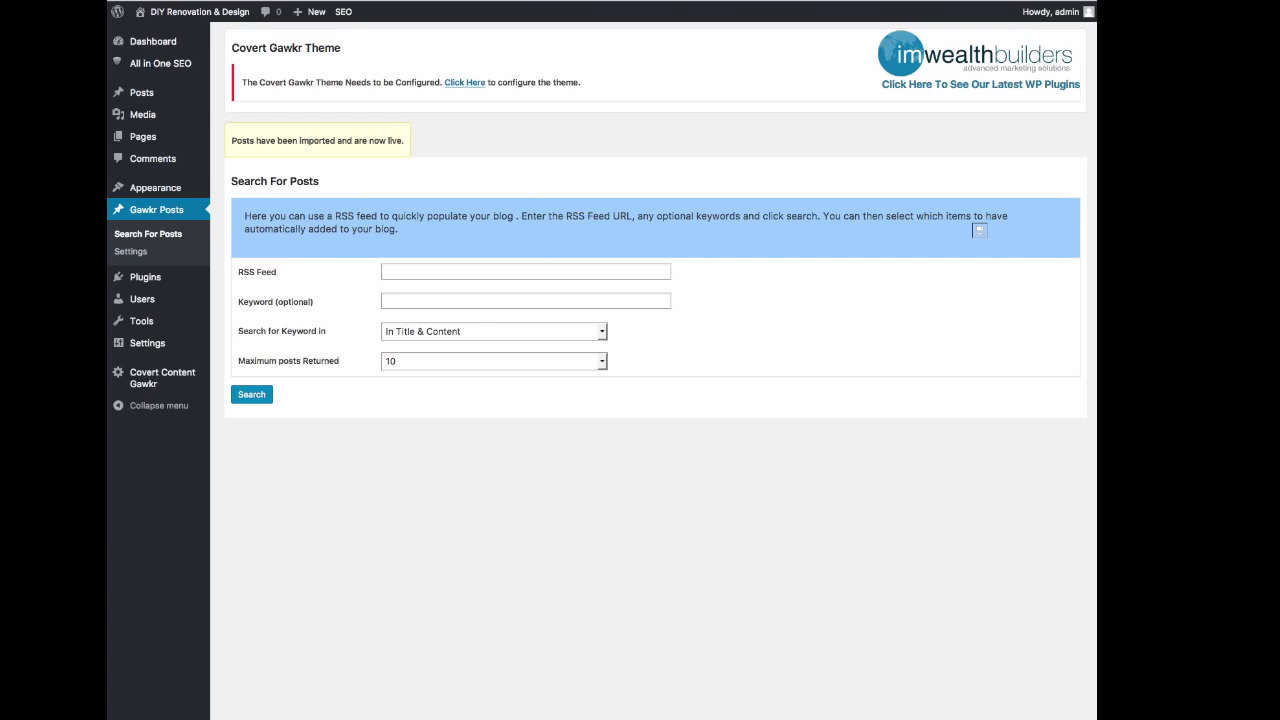 DIY Renovation & Design 0 New SEO Howdy, admin
Dashboard
All in One SEO
Posts
Media
Pages
Comments
Appearance
Gawkr Posts
Search For Posts
Settings
Plugins
Users
Tools
Settings
Covert Content
Gawkr
Collapse menu
Covert Gawkr Theme
The Covert Gawkr Theme Needs to be Configured. Click Here to configure the theme.
imwealthbuilders
advanced marketing solutions
Click Here To See Our Latest WP Plugins
Posts have been imported and are now live.
Search For Posts
Here you can use a RSS feed to quickly populate your blog . Enter the RSS Feed URL, any optional keywords and click search. You can then select which items to have
automatically added to your blog.
RSS Feed
Keyword (optional)
Search for Keyword in In Title & Content
Maximum posts Returned 10
Search